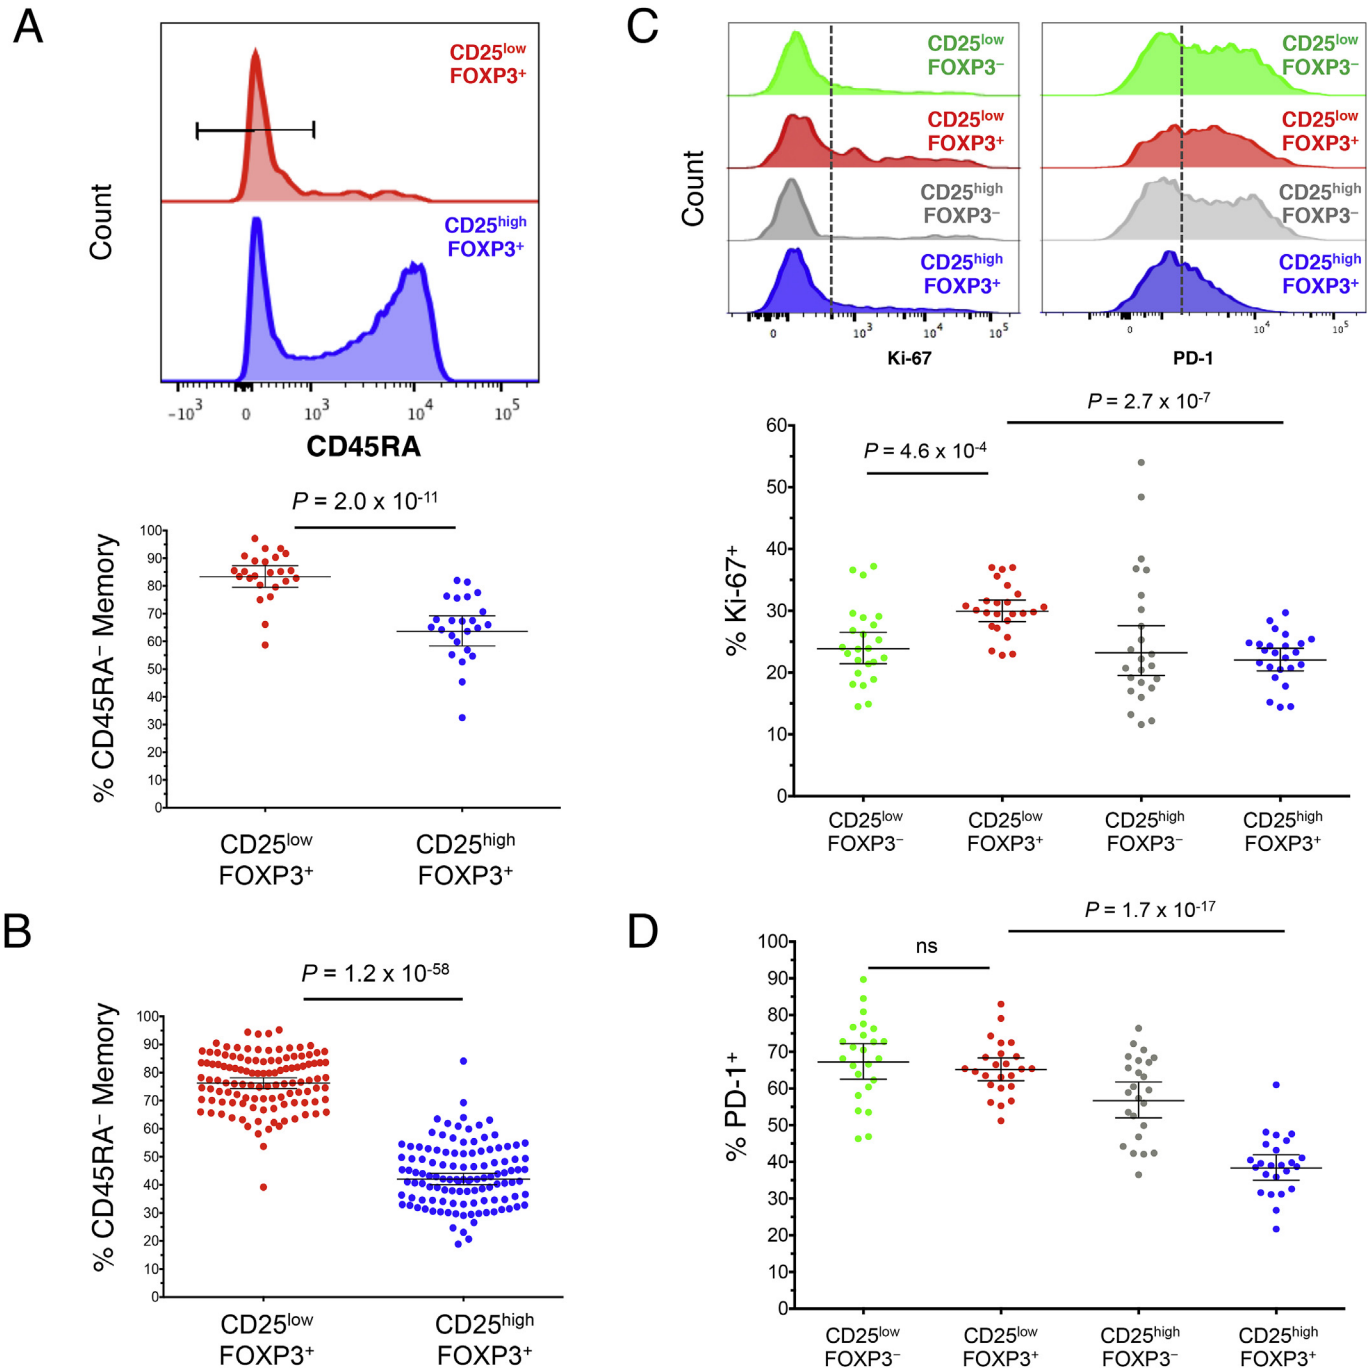 A
CD25low
FOXP3+
CD25high
FOXP3+
Count
-10³ 0 10³ 10⁴ 10⁵
CD45RA
P = 2.0 x 10-11
% CD45RA– Memory
100
90
80
70
60
50
40
30
20
10
0
CD25low
FOXP3+
CD25high
FOXP3+
B
P = 1.2 x 10-58
% CD45RA– Memory
100
90
80
70
60
50
40
30
20
10
0
CD25low
FOXP3+
CD25high
FOXP3+
C
Count
CD25low
FOXP3–
CD25low
FOXP3+
CD25high
FOXP3–
CD25high
FOXP3+
0 10³ 10⁴ 10⁵
Ki-67
CD25low
FOXP3–
CD25low
FOXP3+
CD25high
FOXP3–
CD25high
FOXP3+
0 10⁴ 10⁵
PD-1
P = 2.7 x 10-7
P = 4.6 x 10-4
% Ki-67+
60
50
40
30
20
10
0
CD25low
FOXP3–
CD25low
FOXP3+
CD25high
FOXP3–
CD25high
FOXP3+
D
P = 1.7 x 10-17
ns
% PD-1+
100
90
80
70
60
50
40
30
20
10
0
CD25low
FOXP3–
CD25low
FOXP3+
CD25high
FOXP3–
CD25high
FOXP3+